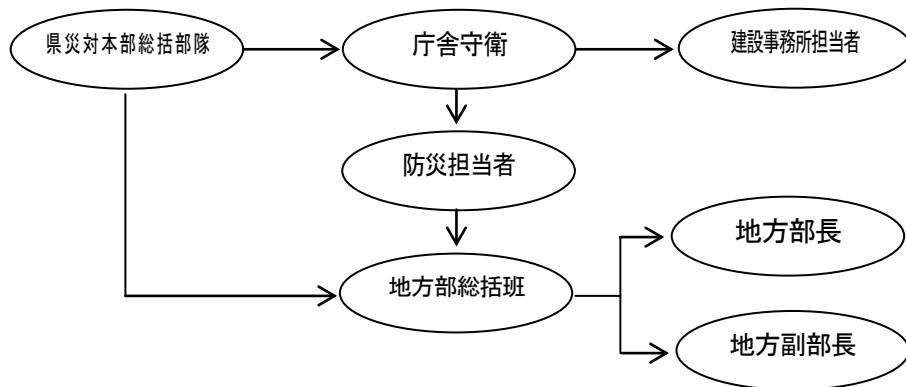 県災対本部総括部隊
庁舎守衛
建設事務所担当者
防災担当者
地方部長
地方部総括班
地方副部長